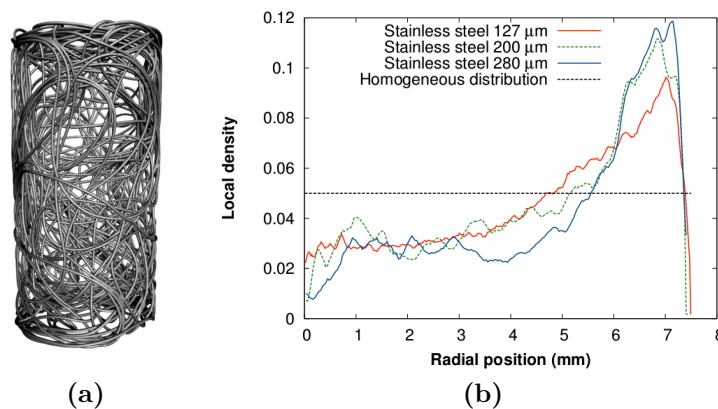 Stainless steel 127 μm
Stainless steel 200 μm
Stainless steel 280 μm
Homogeneous distribution
Local density
0.12
0.1
0.08
0.06
0.04
0.02
0
0 1 2 3 4 5 6 7 8
Radial position (mm)
(a) (b)